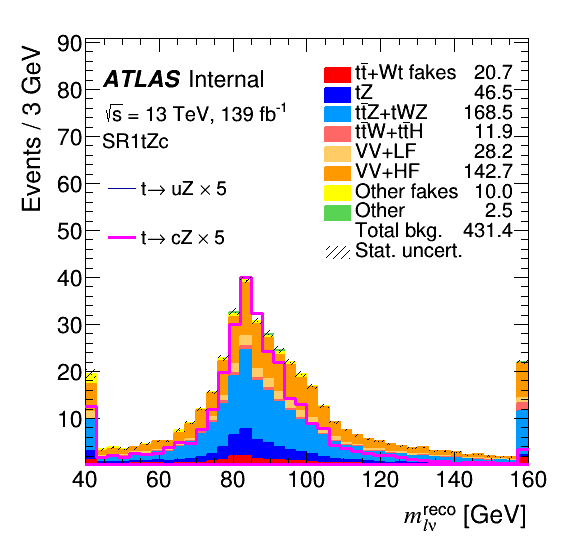 Events / 3 GeV
90
80
70
60
50
40
30
20
10
ATLAS Internal
√s = 13 TeV, 139 fb⁻¹
SR1tZc
t→ uZ × 5
t→ cZ × 5
tt̄+Wt fakes 20.7
tZ 46.5
tt̄Z+tWZ 168.5
tt̄W+tt̄H 11.9
VV+LF 28.2
VV+HF 142.7
Other fakes 10.0
Other 2.5
Total bkg. 431.4
Stat. uncert.
40 60 80 100 120 140 160
m_{lν}^{reco} [GeV]